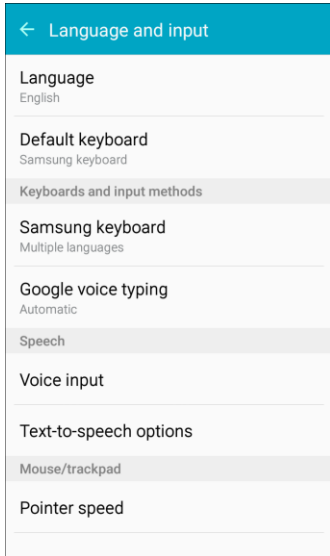 Language and input
Language
English
Default keyboard
Samsung keyboard
Keyboards and input methods
Samsung keyboard
Multiple languages
Google voice typing
Automatic
Speech
Voice input
Text-to-speech options
Mouse/trackpad
Pointer speed